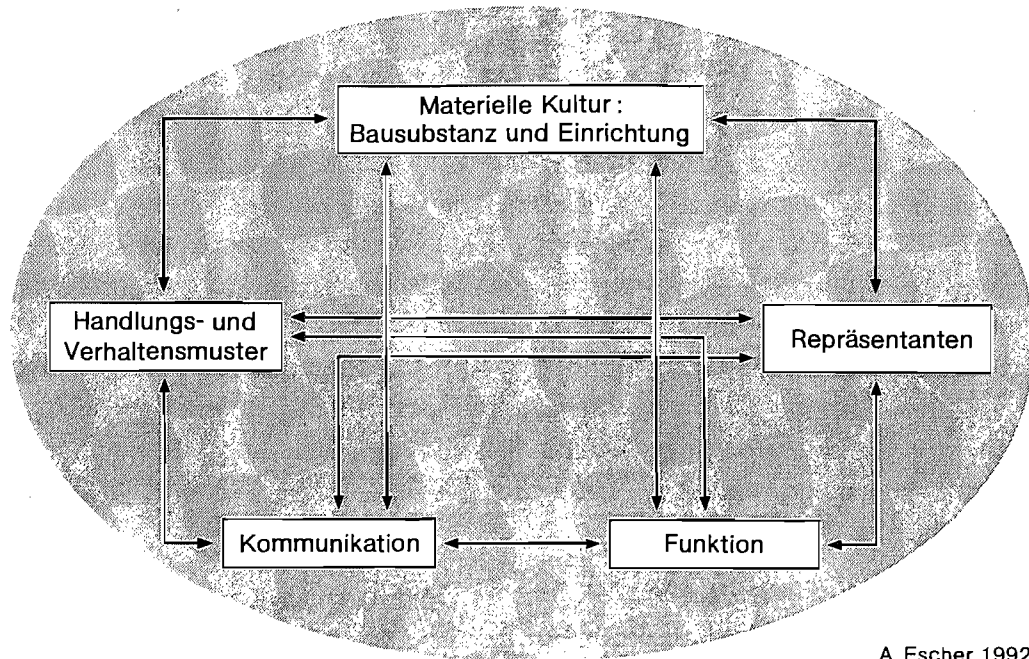 Materielle Kultur:
Bausubstanz und Einrichtung
Handlungs- und
Verhaltensmuster
Repräsentanten
Kommunikation
Funktion
A. Escher 1992